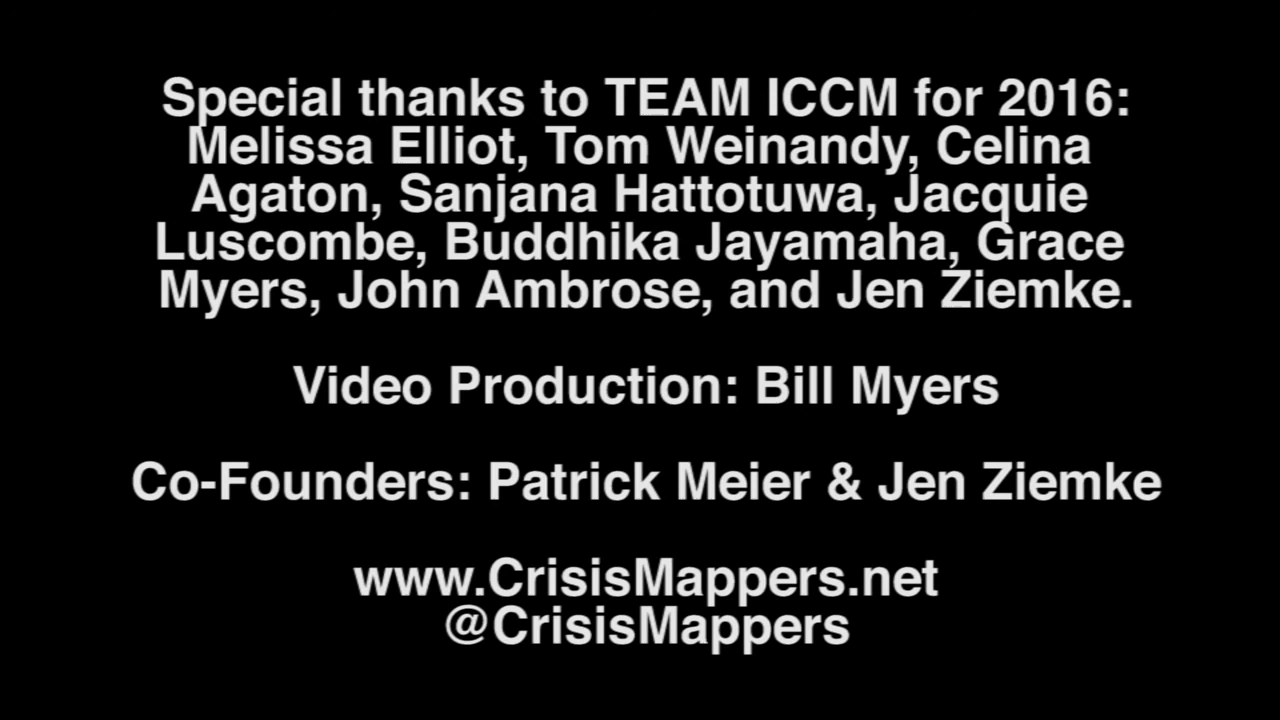 Special thanks to TEAM ICCM for 2016:
Melissa Elliot, Tom Weinandy, Celina
Agaton, Sanjana Hattotuwa, Jacquie
Luscombe, Buddhika Jayamaha, Grace
Myers, John Ambrose, and Jen Ziemke.
Video Production: Bill Myers
Co-Founders: Patrick Meier & Jen Ziemke
www.CrisisMappers.net
@CrisisMappers